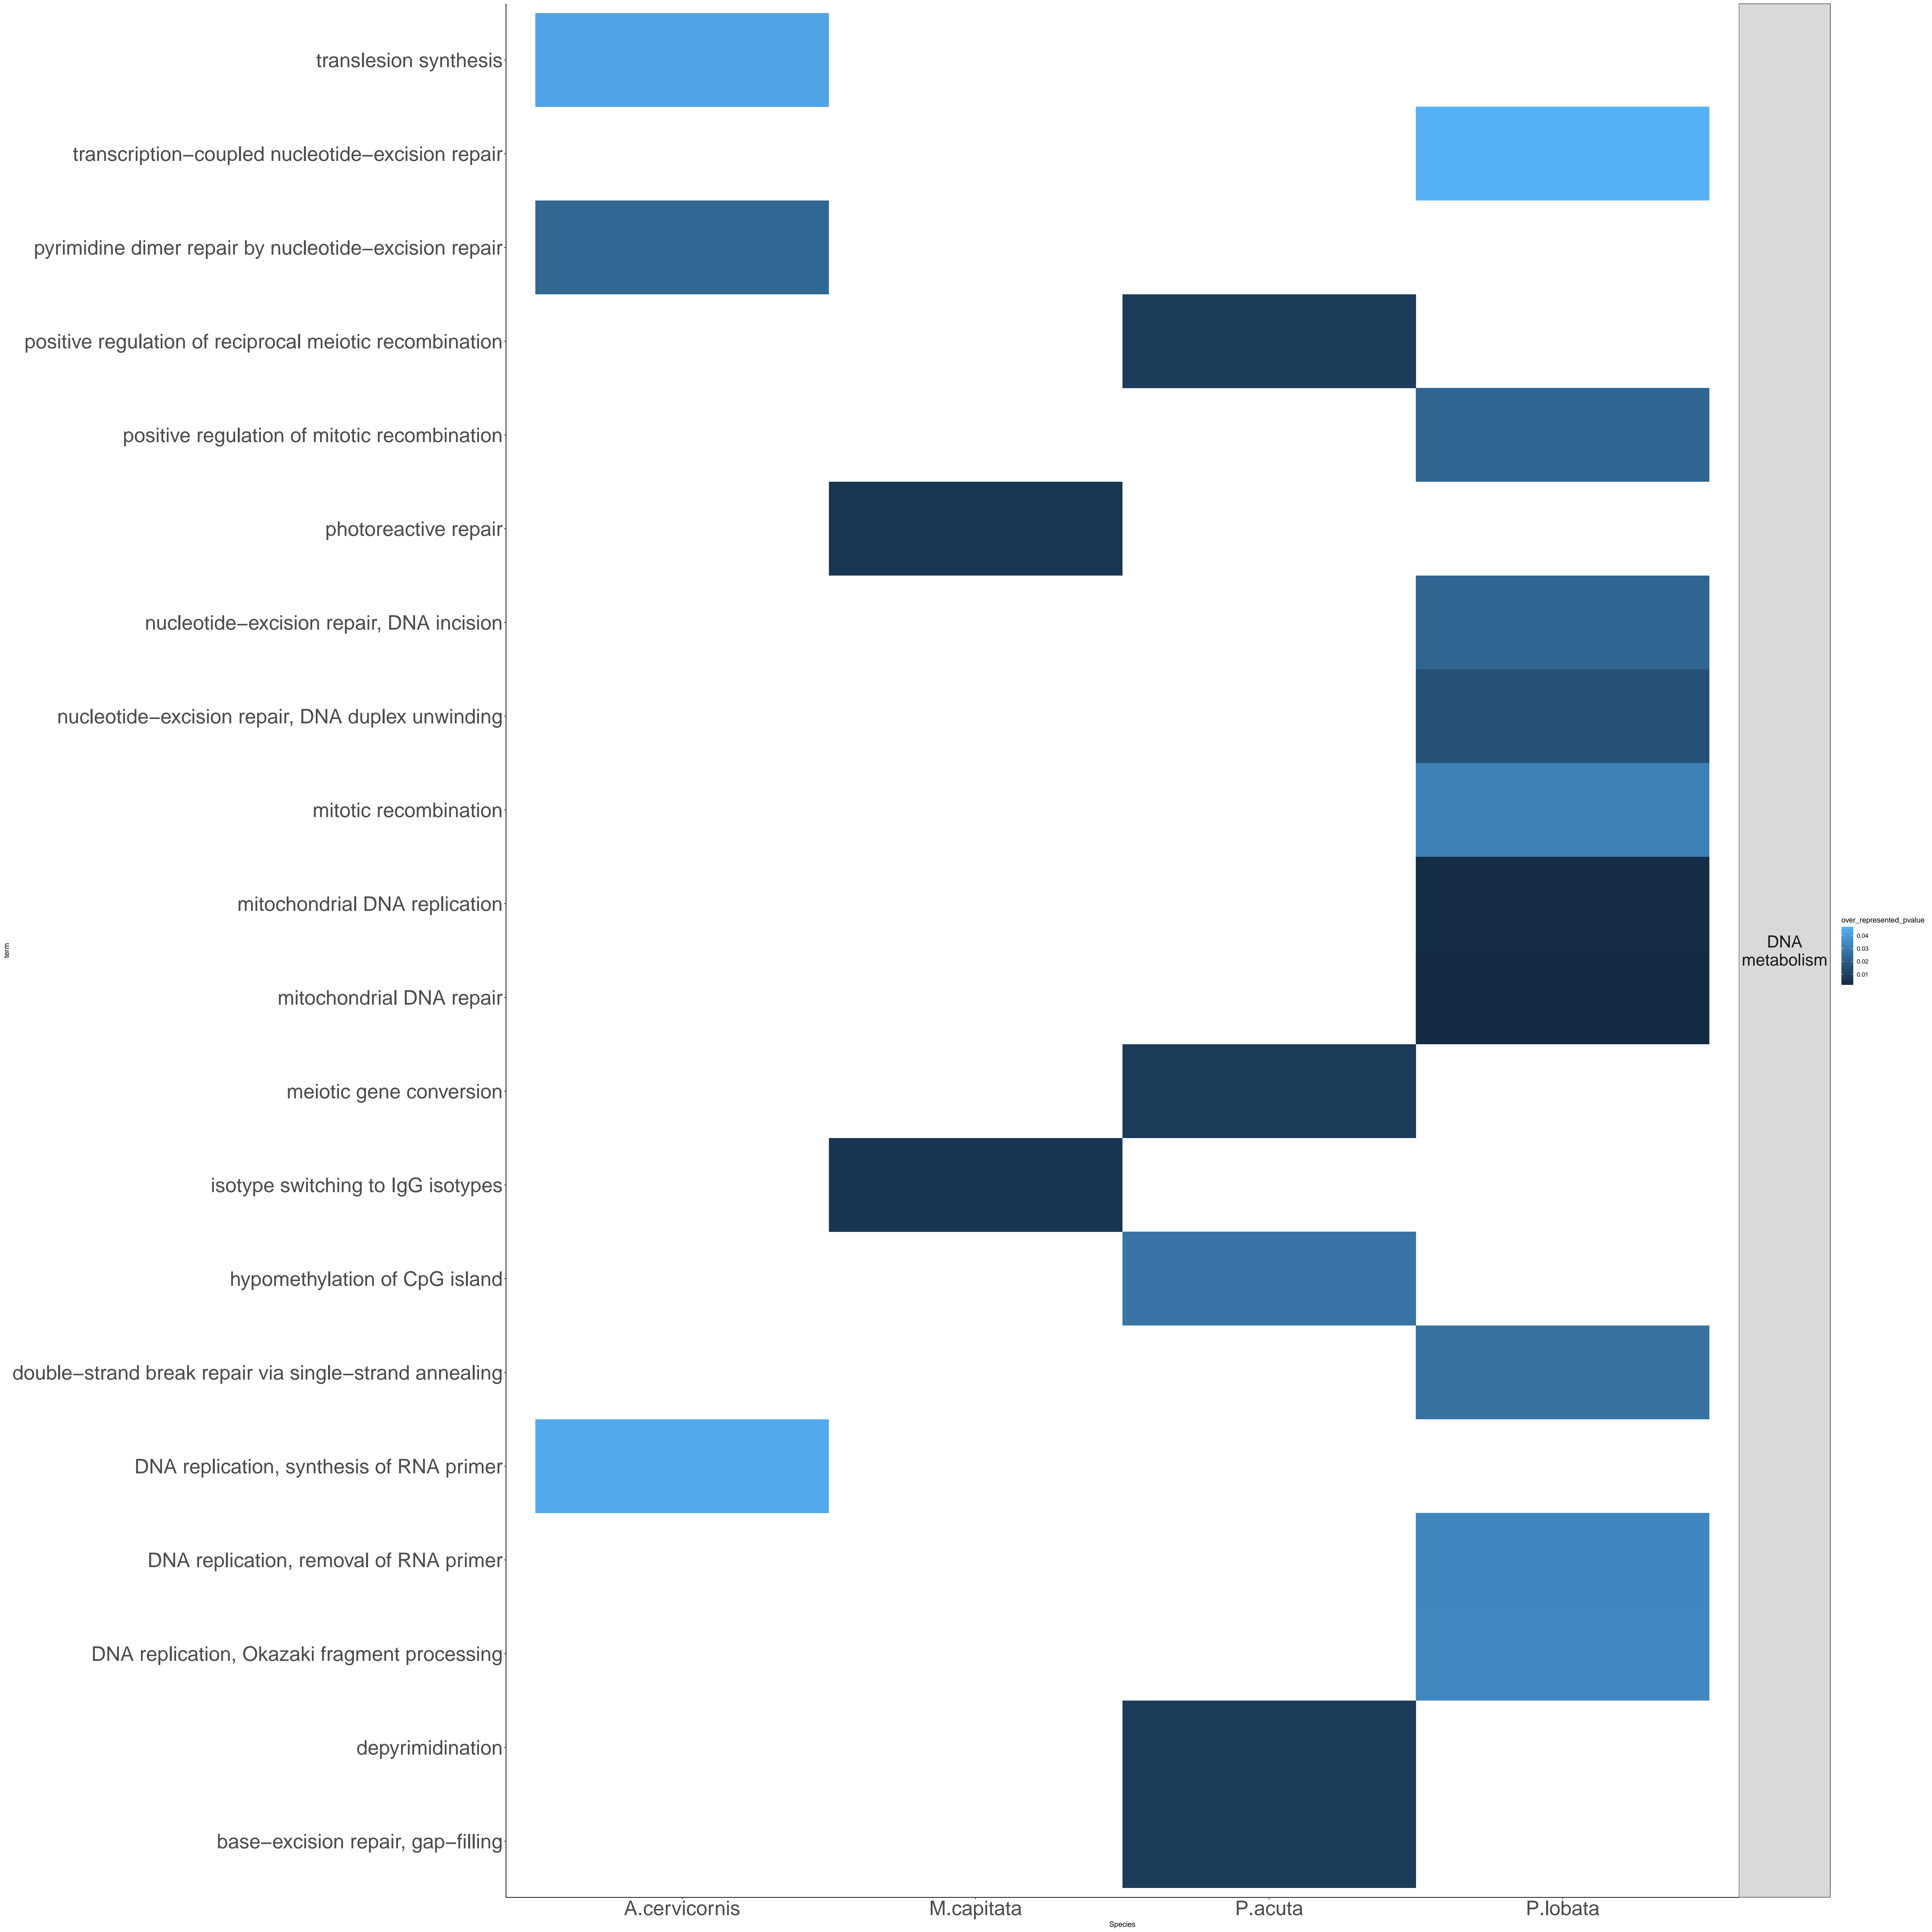 translesion synthesis
transcription−coupled nucleotide−excision repair
pyrimidine dimer repair by nucleotide−excision repair
positive regulation of reciprocal meiotic recombination
positive regulation of mitotic recombination
photoreactive repair
nucleotide−excision repair, DNA incision
nucleotide−excision repair, DNA duplex unwinding
mitotic recombination
mitochondrial DNA replication
mitochondrial DNA repair
meiotic gene conversion
isotype switching to IgG isotypes
hypomethylation of CpG island
double−strand break repair via single−strand annealing
DNA replication, synthesis of RNA primer
DNA replication, removal of RNA primer
DNA replication, Okazaki fragment processing
depyrimidination
base−excision repair, gap−filling
term
A.cervicornis
M.capitata
P.acuta
P.lobata
Species
DNA
metabolism
over_represented_pvalue
0.04
0.03
0.02
0.01